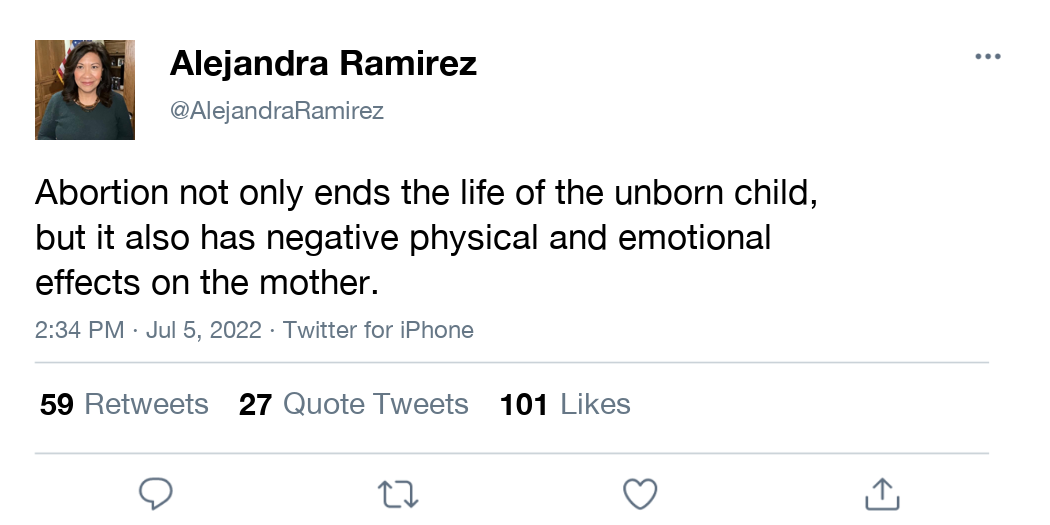 Alejandra Ramirez
@AlejandraRamirez
Abortion not only ends the life of the unborn child,
but it also has negative physical and emotional
effects on the mother.
2:34 PM · Jul 5, 2022 · Twitter for iPhone
59 Retweets 27 Quote Tweets 101 Likes